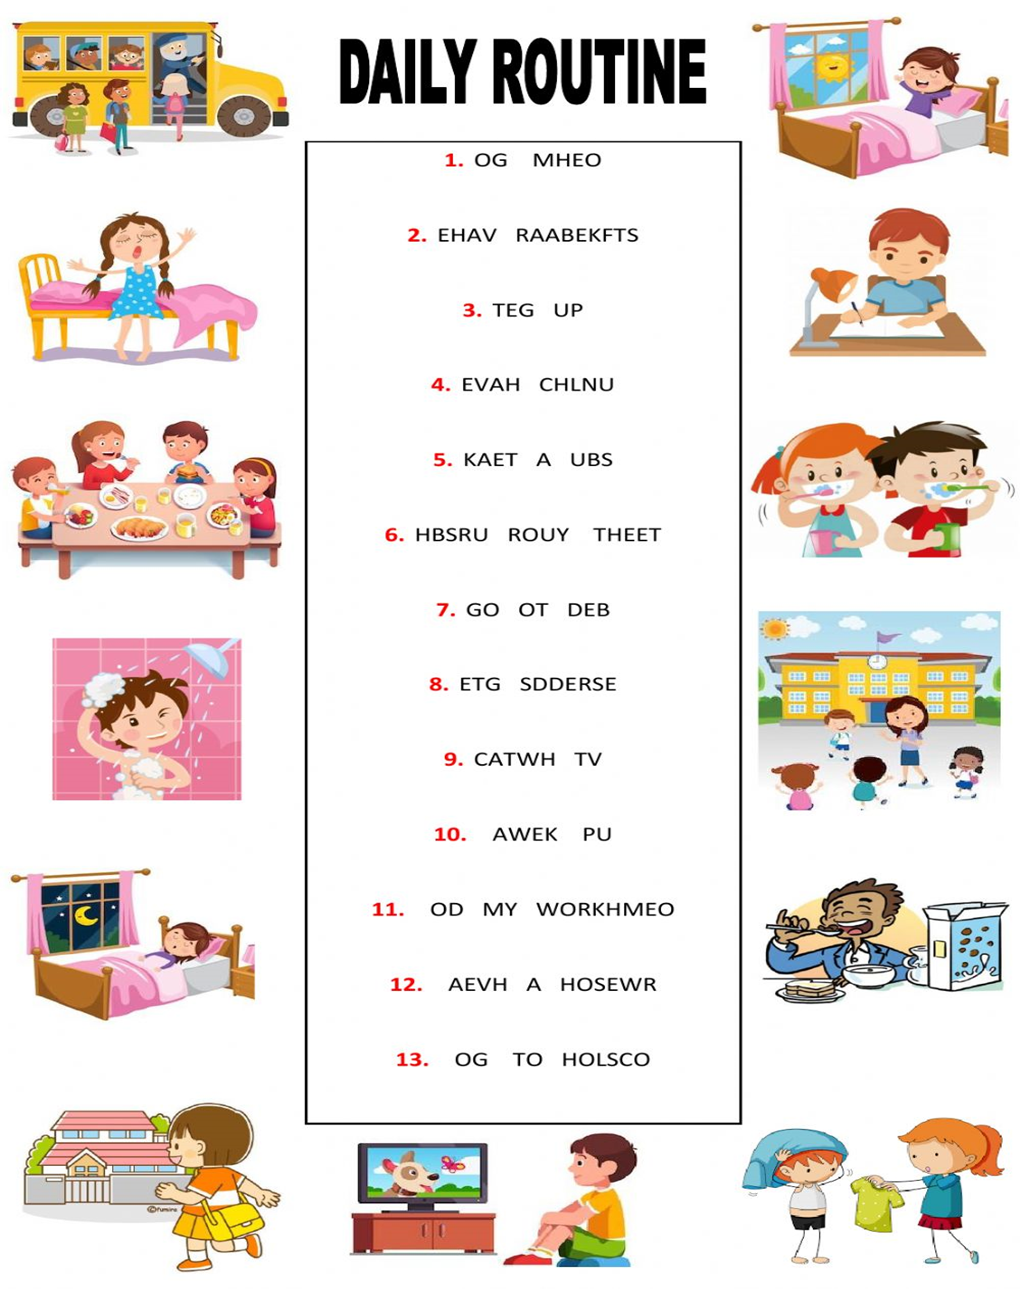 DAILY ROUTINE
1. OG MHEO
2. EHAV RAABEKFTS
3. TEG UP
4. EVAH CHLNU
5. KAET A UBS
6. HBSRU ROUY THEET
7. GO OT DEB
8. ETG SDDERSE
9. CATWH TV
10. AWEK PU
11. OD MY WORKHMEO
12. AEVH A HOSEWR
13. OG TO HOLSCO
©fumira